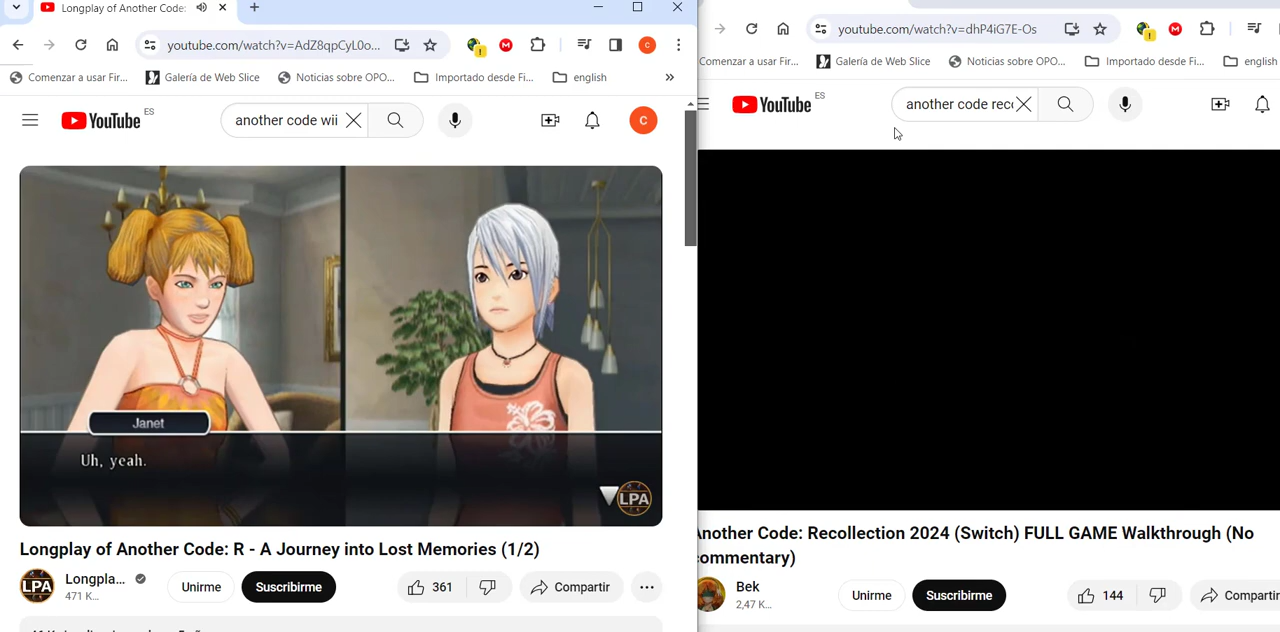 Longplay of Another Code:
youtube.com/watch?v=AdZ8qpCyL0o...
Comenzar a usar Fir... Galería de Web Slice Noticias sobre OPO... Importado desde Fi... english »
YouTube ES
another code wii
C
Janet
Uh, yeah.
LPA
Longplay of Another Code: R - A Journey into Lost Memories (1/2)
LPA
Longpla...
471 K...
Unirme
Suscribirme
361
Compartir
youtube.com/watch?v=dhP4iG7E-Os
Comenzar a usar Fir... Galería de Web Slice Noticias sobre OPO... Importado desde Fi... english
YouTube ES
another code rec
Another Code: Recollection 2024 (Switch) FULL GAME Walkthrough (No
commentary)
Bek
2,47 K...
Unirme
Suscribirme
144
Compartir